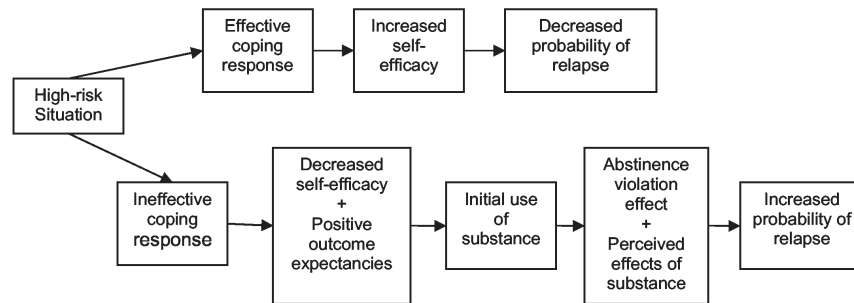 Effective
coping
response
Increased
self-
efficacy
Decreased
probability of
relapse
High-risk
Situation
Ineffective
coping
response
Decreased
self-efficacy
+
Positive
outcome
expectancies
Initial use
of
substance
Abstinence
violation
effect
+
Perceived
effects of
substance
Increased
probability of
relapse